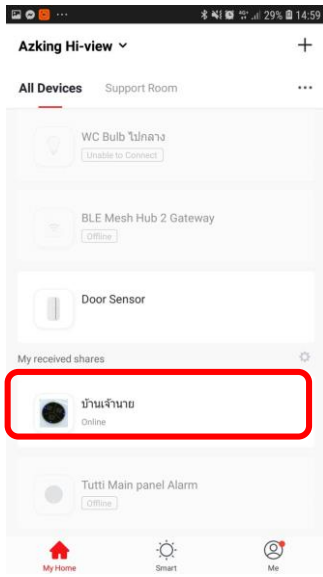 29% 14:59
Azking Hi-view
All Devices Support Room
WC Bulb ไปกลาง
Unable to Connect
BLE Mesh Hub 2 Gateway
Offline
Door Sensor
My received shares
บ้านเจ้านาย
Online
Tutti Main panel Alarm
Offline
My Home Smart Me